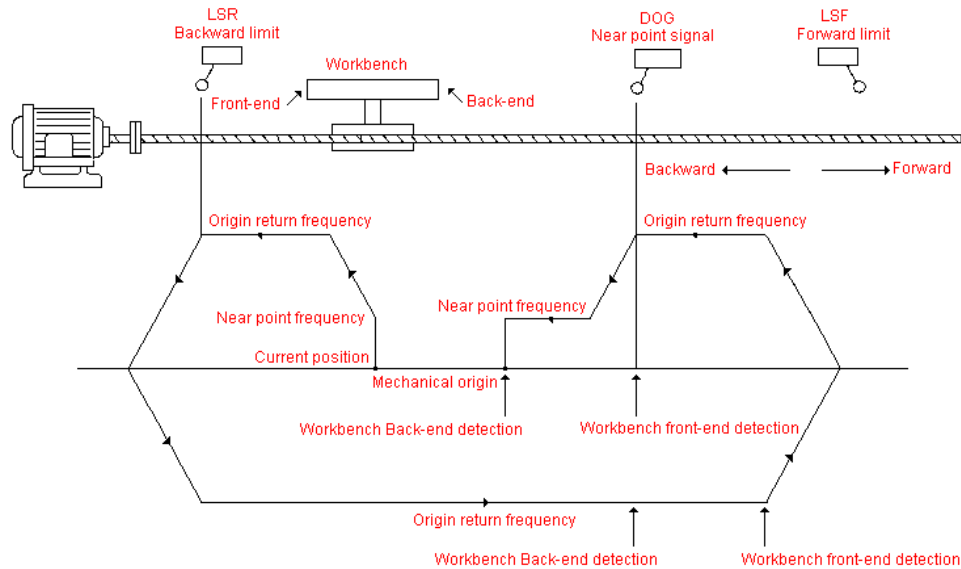 LSR
Backward limit
DOG
Near point signal
LSF
Forward limit
Workbench
Front-end
Back-end
Backward
Forward
Origin return frequency
Origin return frequency
Near point frequency
Near point frequency
Current position
Mechanical origin
Workbench Back-end detection
Workbench front-end detection
Origin return frequency
Workbench Back-end detection
Workbench front-end detection